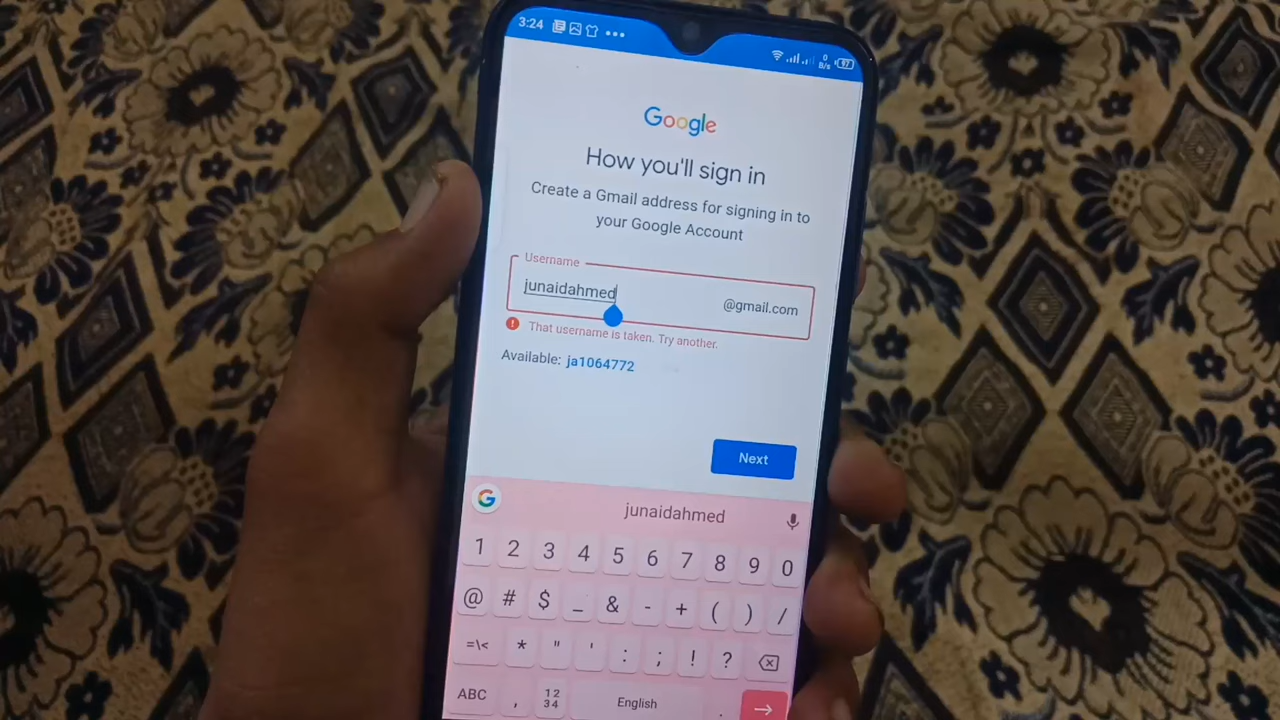 3:24
0
B/s
97
Google
How you'll sign in
Create a Gmail address for signing in to
your Google Account
Username
junaidahmed
@gmail.com
That username is taken. Try another.
Available: ja1064772
Next
G junaidahmed
1 2 3 4 5 6 7 8 9 0
@ # $ _ & - + ( ) /
=\< * " ' : ; ! ?
ABC , 12 34 English .